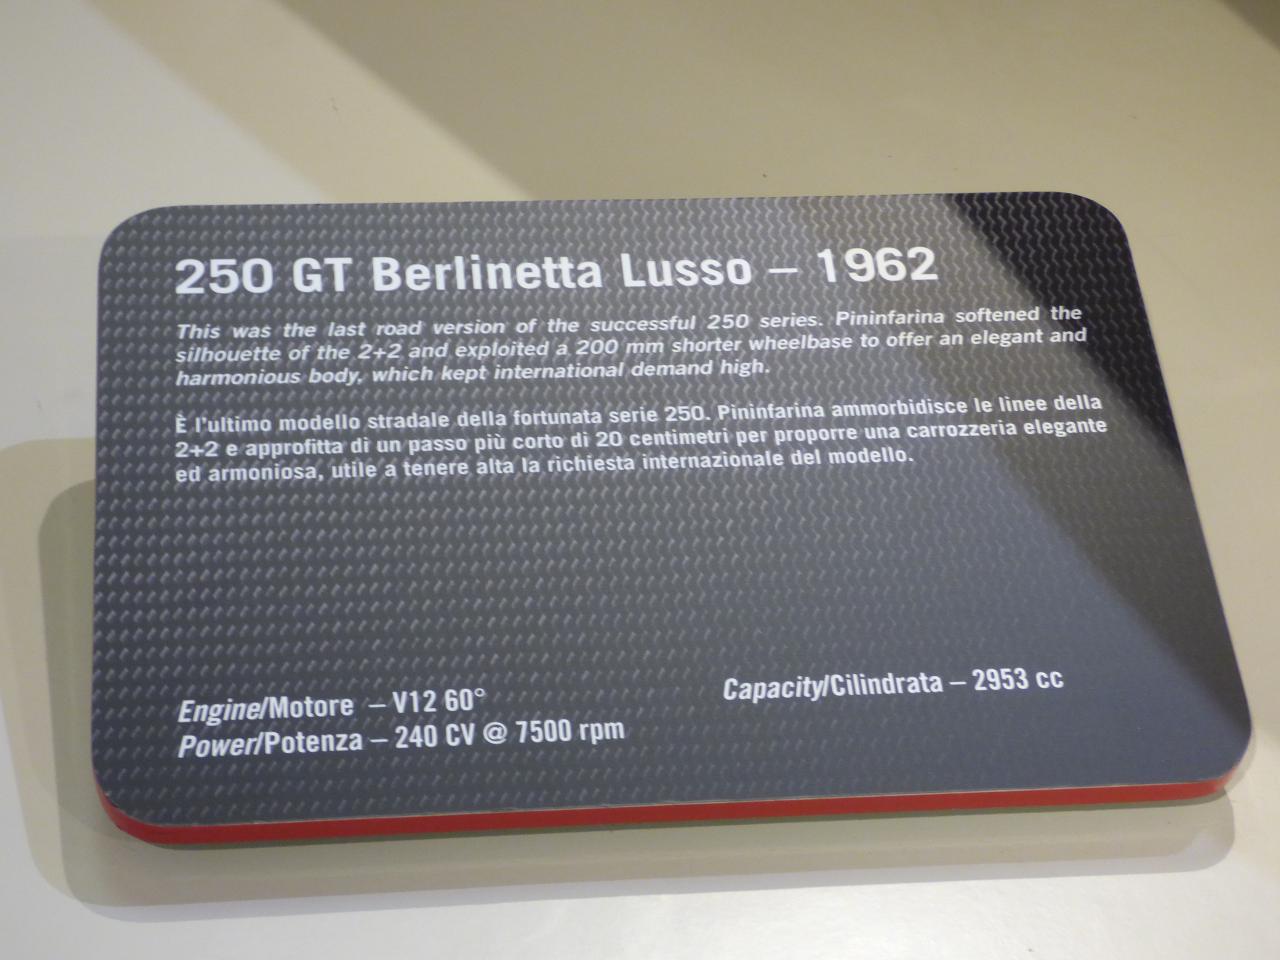 250 GT Berlinetta Lusso – 1962
This was the last road version of the successful 250 series. Pininfarina softened the
silhouette of the 2+2 and exploited a 200 mm shorter wheelbase to offer an elegant and
harmonious body, which kept international demand high.
È l'ultimo modello stradale della fortunata serie 250. Pininfarina ammorbidisce le linee della
2+2 e approfitta di un passo più corto di 20 centimetri per proporre una carrozzeria elegante
ed armoniosa, utile a tenere alta la richiesta internazionale del modello.
Engine/Motore – V12 60°
Capacity/Cilindrata – 2953 cc
Power/Potenza – 240 CV @ 7500 rpm